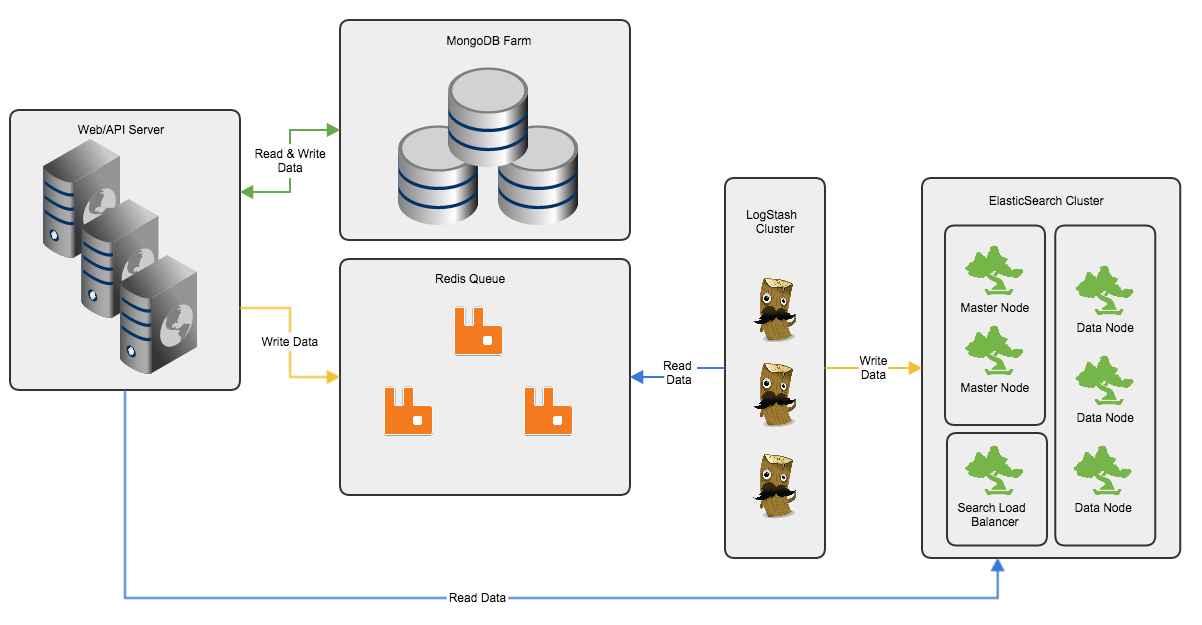 MongoDB Farm
Web/API Server
Read & Write
Data
LogStash
Cluster
ElasticSearch Cluster
Redis Queue
Master Node
Data Node
Write Data
Read
Data
Write
Data
Master Node
Data Node
Search Load
Balancer
Data Node
Read Data